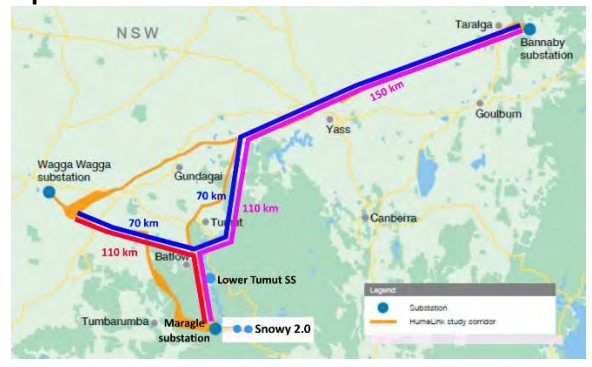 NSW
Taralga
Bannaby
substation
150 km
Goulburn
Yass
Wagga Wagga
substation
Gundagai
70 km
110 km
Tumut
70 km
Canberra
110 km
Batlow
Lower Tumut SS
Legend
Substation
HumeLink study corridor
Tumbarumba
Maragle
substation
Snowy 2.0